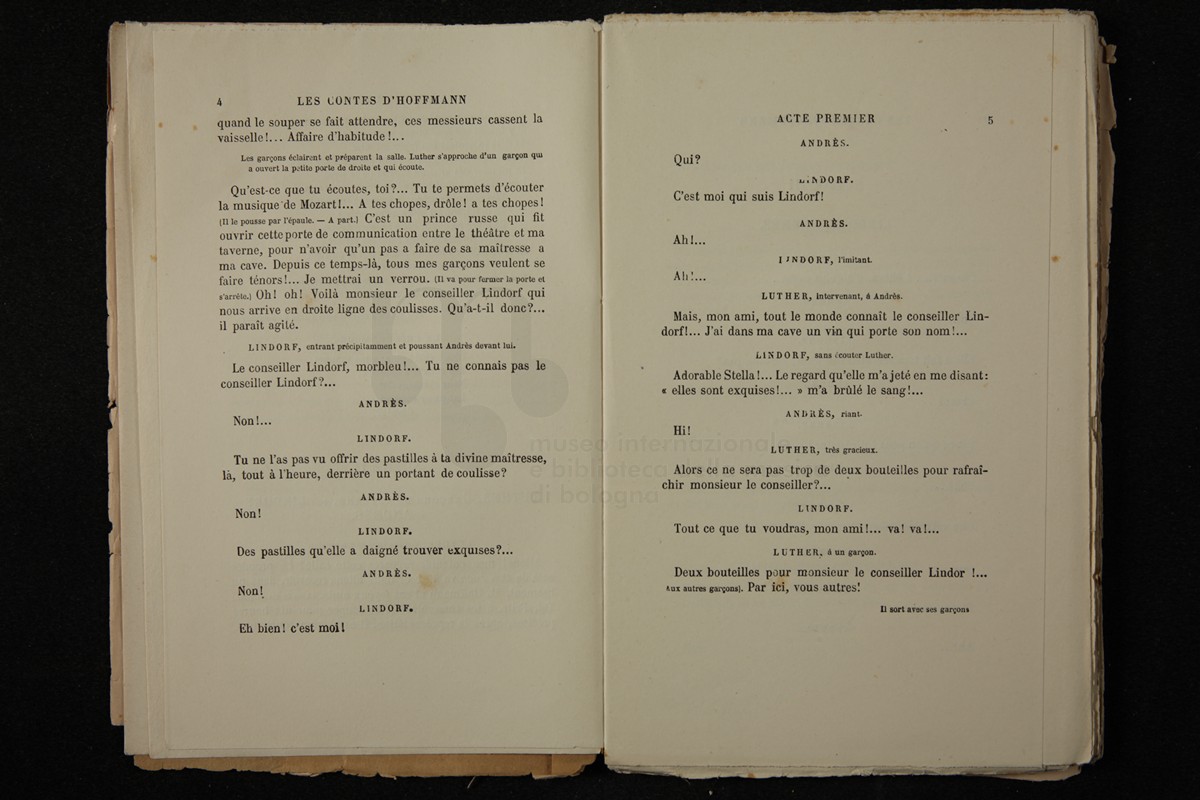 4 LES CONTES D'HOFFMANN
quand le souper se fait attendre, ces messieurs cassent la
vaisselle!... Affaire d'habitude!...
Les garçons éclairent et préparent la salle. Luther s'approche d'un garçon qui
a ouvert la petite porte de droite et qui écoute.
Qu'est-ce que tu écoutes, toi?... Tu te permets d'écouter
la musique de Mozart!... A tes chopes, drôle! a tes chopes!
(Il le pousse par l'épaule. — A part.) C'est un prince russe qui fit
ouvrir cette porte de communication entre le théâtre et ma
taverne, pour n'avoir qu'un pas a faire de sa maîtresse a
ma cave. Depuis ce temps-là, tous mes garçons veulent se
faire ténors!... Je mettrai un verrou. (Il va pour fermer la porte et
s'arrête.) Oh! oh! Voilà monsieur le conseiller Lindorf qui
nous arrive en droite ligne des coulisses. Qu'a-t-il donc?...
il paraît agité.
LINDORF, entrant précipitamment et poussant Andrès devant lui.
Le conseiller Lindorf, morbleu!... Tu ne connais pas le
conseiller Lindorf?...
ANDRÈS.
Non!...
LINDORF.
Tu ne l'as pas vu offrir des pastilles à ta divine maîtresse,
là, tout à l'heure, derrière un portant de coulisse?
ANDRÈS.
Non!
LINDORF.
Des pastilles qu'elle a daigné trouver exquises?...
ANDRÈS.
Non!
LINDORF.
Eh bien! c'est moi!
ACTE PREMIER 5
ANDRÈS.
Qui?
LINDORF.
C'est moi qui suis Lindorf!
ANDRÈS.
Ah!...
LINDORF, l'imitant.
Ah!...
LUTHER, intervenant, á Andrès.
Mais, mon ami, tout le monde connaît le conseiller Lin-
dorf!... J'ai dans ma cave un vin qui porte son nom!...
LINDORF, sans écouter Luther.
Adorable Stella!... Le regard qu'elle m'a jeté en me disant:
« elles sont exquises!... » m'a brûlé le sang!...
ANDRÈS, riant.
Hi!
LUTHER, très gracieux.
Alors ce ne sera pas trop de deux bouteilles pour rafraî-
chir monsieur le conseiller?...
LINDORF.
Tout ce que tu voudras, mon ami!... va! va!...
LUTHER, á un garçon.
Deux bouteilles pour monsieur le conseiller Lindor !...
Aux autres garçons). Par ici, vous autres!
Il sort avec ses garçons
museo internazionale
e biblioteca
di bologna